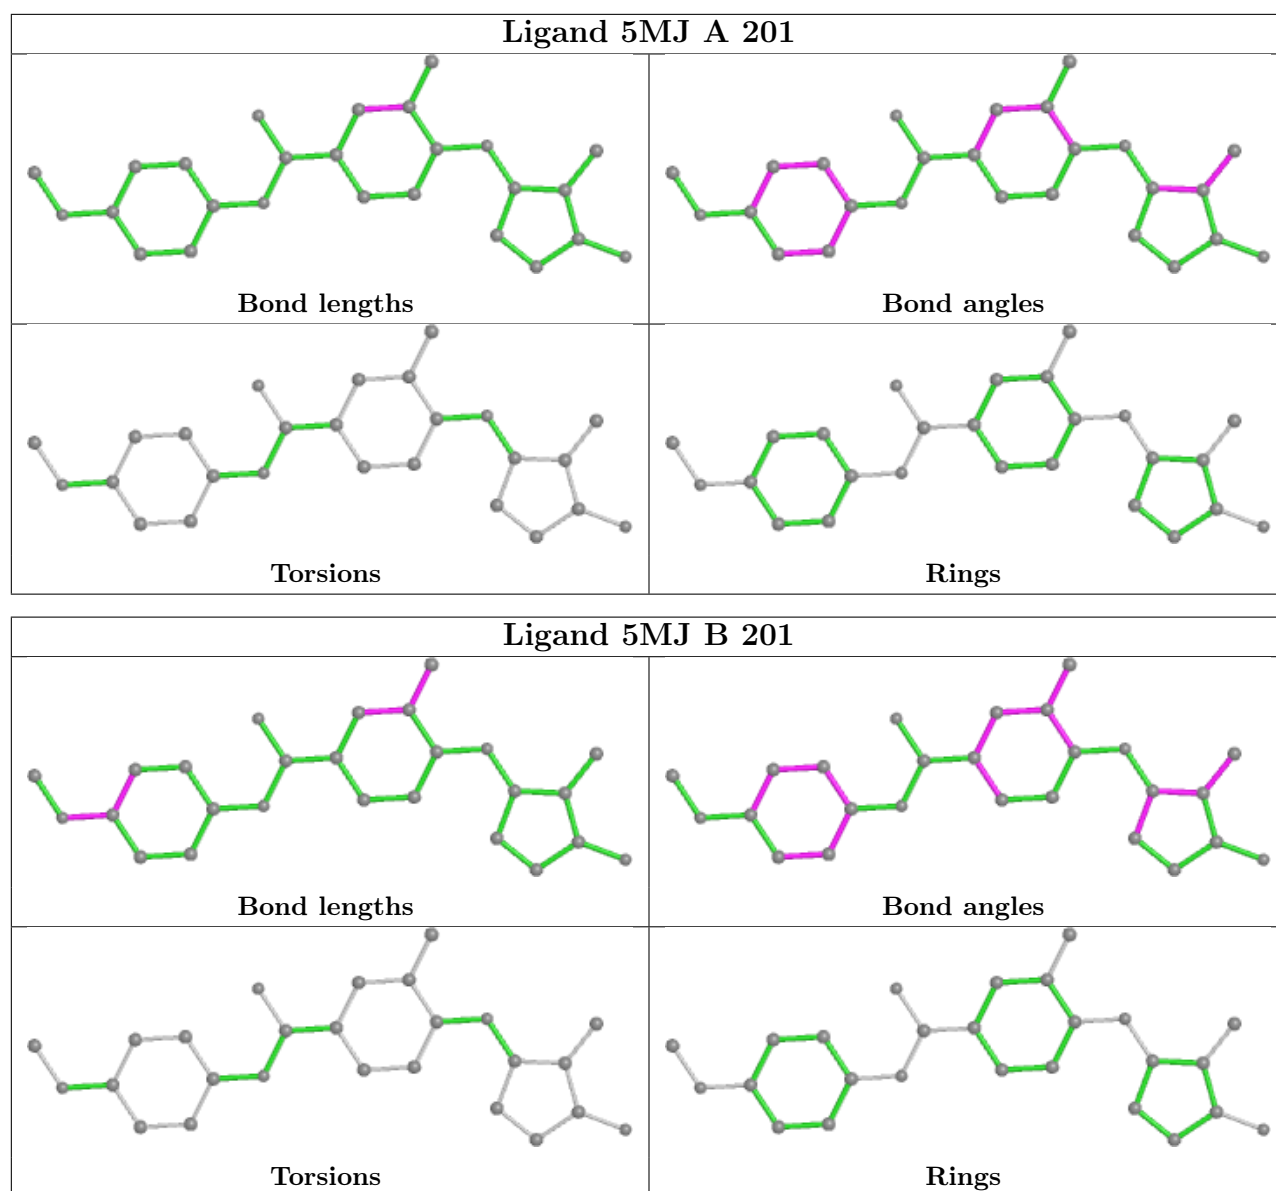 Ligand 5MJ A 201
Bond lengths
Bond angles
Torsions
Rings
Ligand 5MJ B 201
Bond lengths
Bond angles
Torsions
Rings